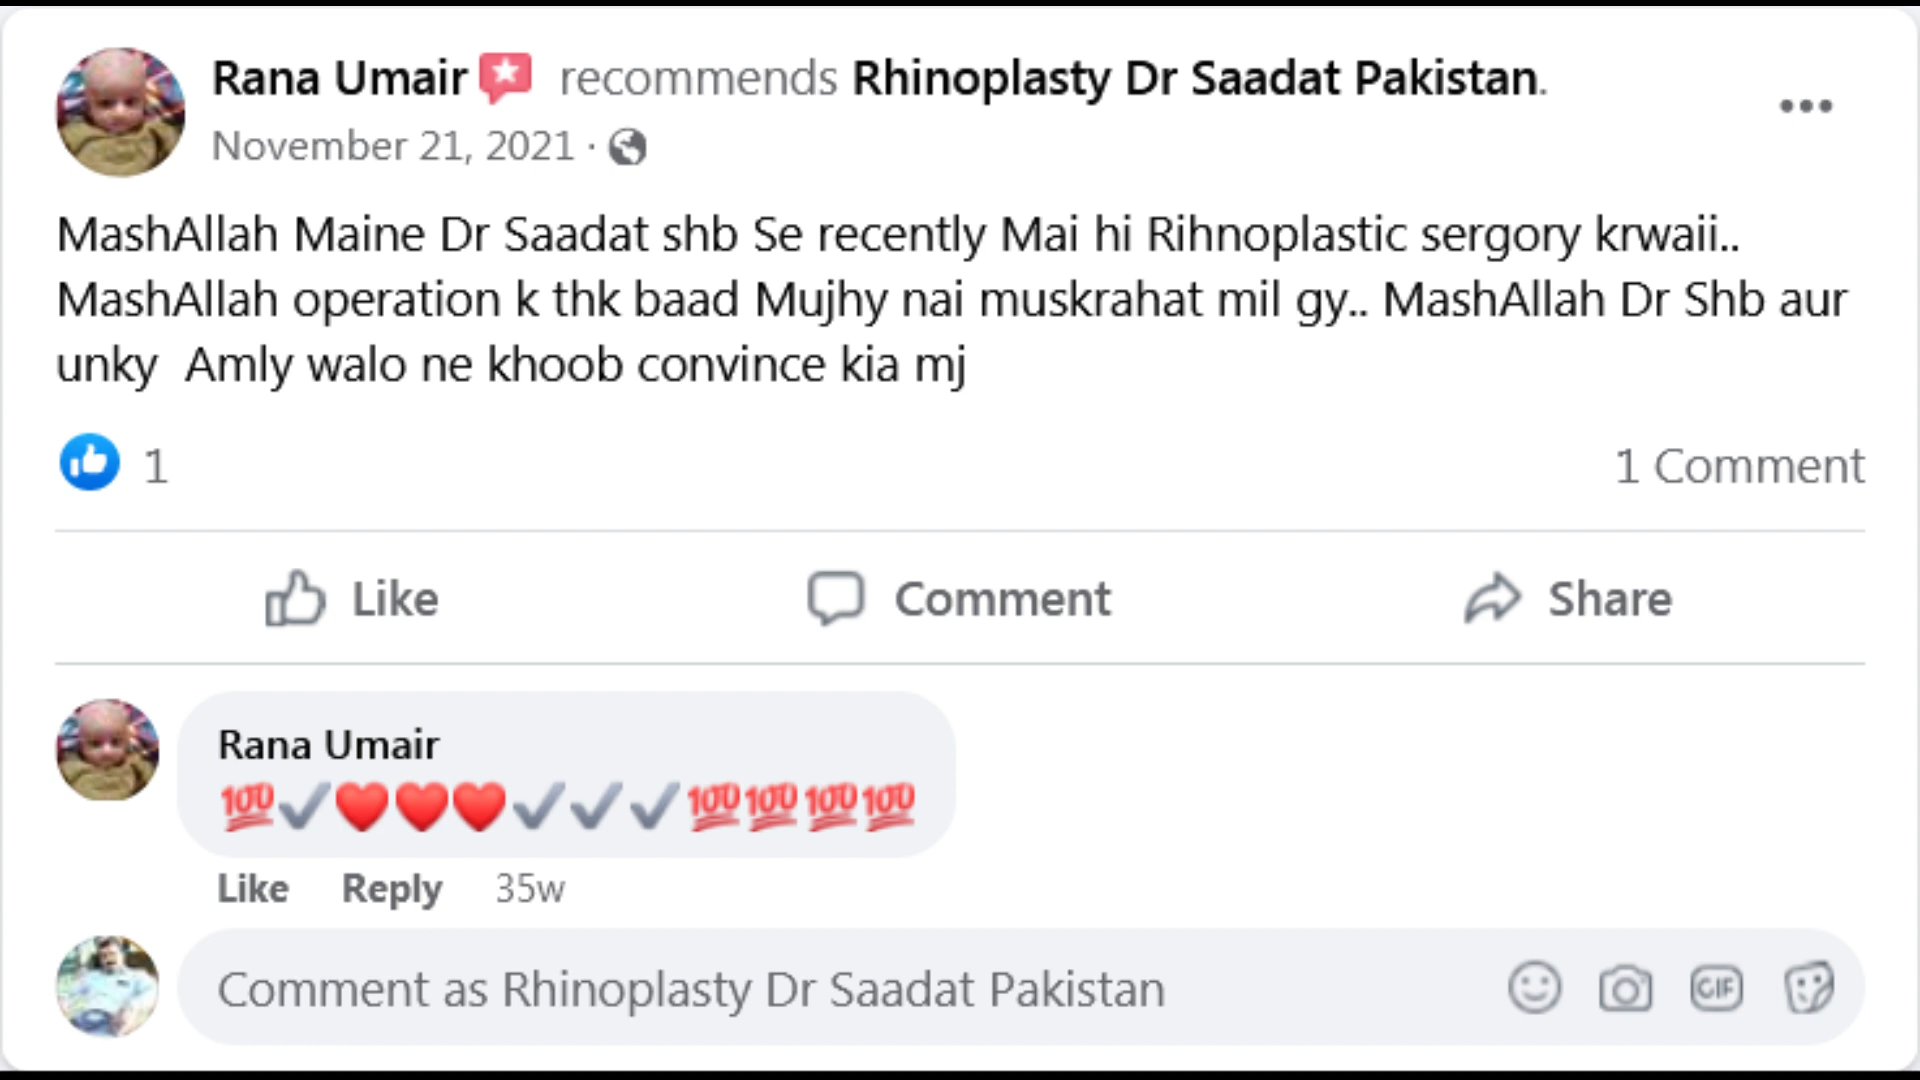 Rana Umair recommends Rhinoplasty Dr Saadat Pakistan.
November 21, 2021 ·
MashAllah Maine Dr Saadat shb Se recently Mai hi Rihnoplastic sergory krwaii..
MashAllah operation k thk baad Mujhy nai muskrahat mil gy.. MashAllah Dr Shb aur
unky Amly walo ne khoob convince kia mj
1 1 Comment
Like Comment Share
Rana Umair
💯✔❤❤❤✔✔✔💯💯💯💯
Like Reply 35w
Comment as Rhinoplasty Dr Saadat Pakistan GIF